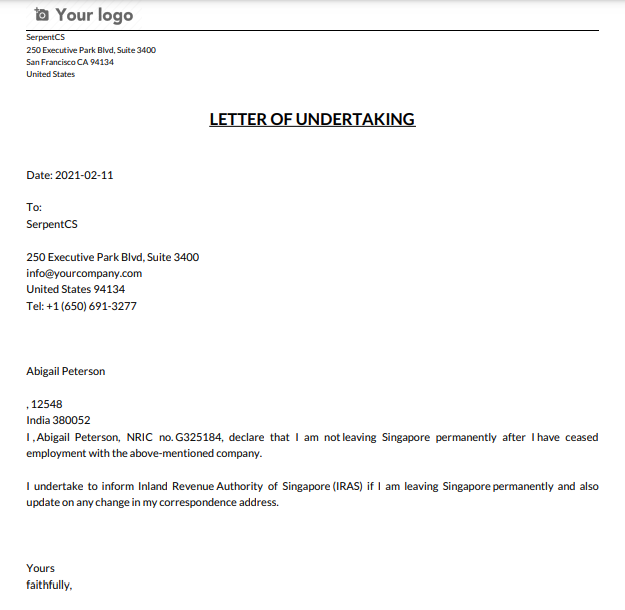 Your logo
SerpentCS
250 Executive Park Blvd, Suite 3400
San Francisco CA 94134
United States
LETTER OF UNDERTAKING
Date: 2021-02-11
To:
SerpentCS
250 Executive Park Blvd, Suite 3400
info@yourcompany.com
United States 94134
Tel: +1 (650) 691-3277
Abigail Peterson
, 12548
India 380052
I , Abigail Peterson, NRIC no. G325184, declare that I am not leaving Singapore permanently after I have ceased
employment with the above-mentioned company.
I undertake to inform Inland Revenue Authority of Singapore (IRAS) if I am leaving Singapore permanently and also
update on any change in my correspondence address.
Yours
faithfully,